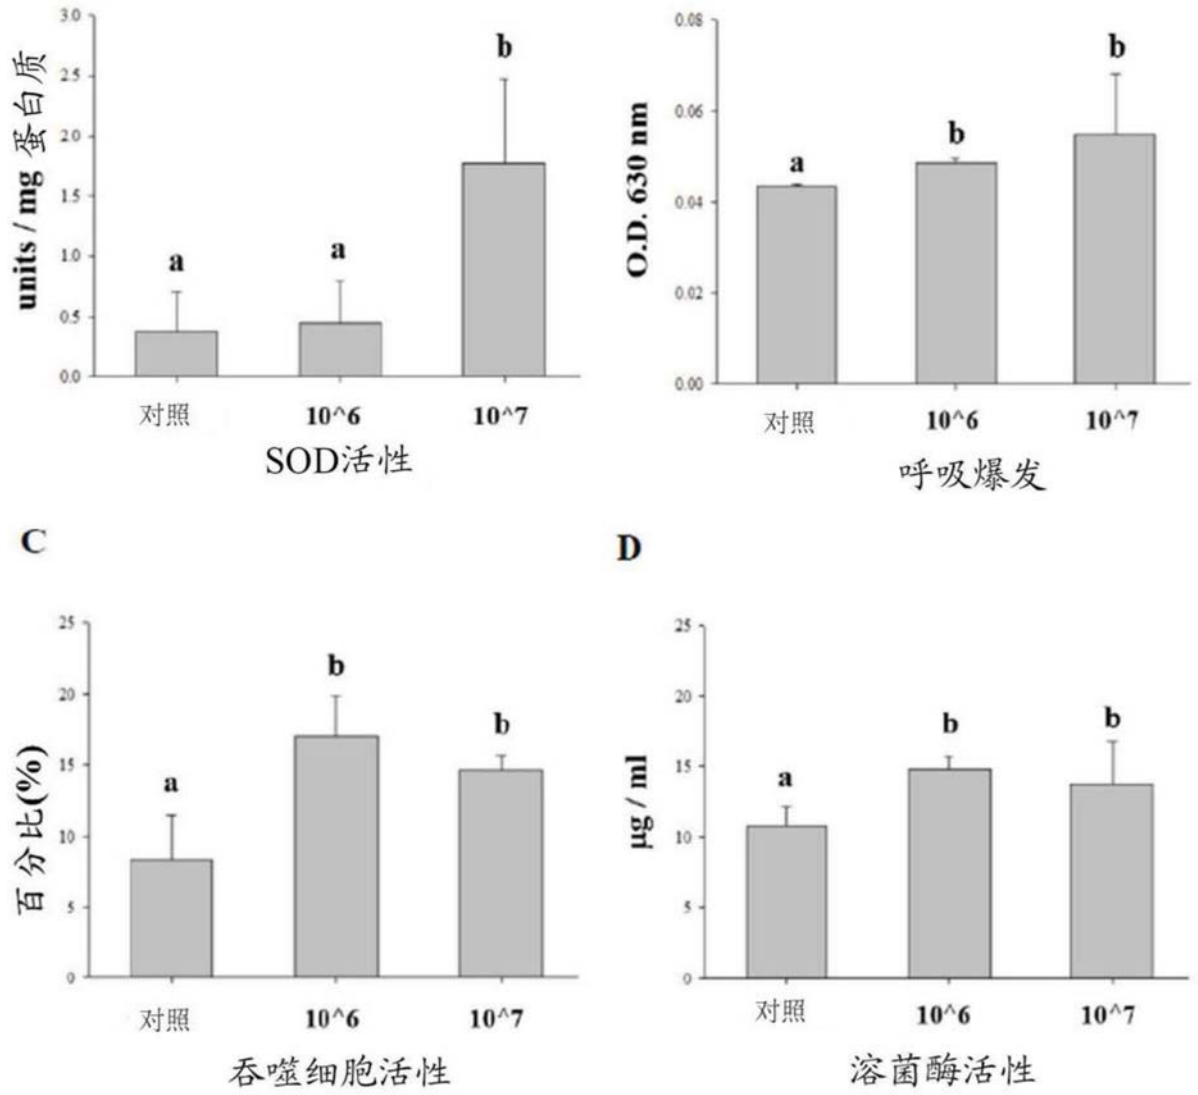 units / mg 蛋白质
3.0
2.5
2.0
1.5
1.0
0.5
0.0
a
a
b
对照
10^6
10^7
SOD活性
O.D. 630 nm
0.08
0.06
0.04
0.02
0.00
a
b
b
对照
10^6
10^7
呼吸爆发
C
百分比(%)
25
20
15
10
5
0
a
b
b
对照
10^6
10^7
吞噬细胞活性
D
μg / ml
25
20
15
10
5
0
a
b
b
对照
10^6
10^7
溶菌酶活性